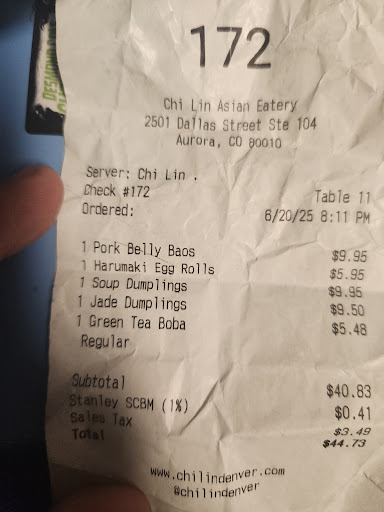 172
Chi Lin Asian Eatery
2501 Dallas Street Ste 104
Aurora, CO 80010
Server: Chi Lin .
Check #172 Table 11
Ordered: 6/20/25 8:11 PM
1 Pork Belly Baos $9.95
1 Harumaki Egg Rolls $5.95
1 Soup Dumplings $9.95
1 Jade Dumplings $9.50
1 Green Tea Boba $5.48
Regular
Subtotal $40.83
Stanley SCBM (1%) $0.41
Sales Tax $3.49
Total $44.73
www.chilindenver.com
@chilindenver